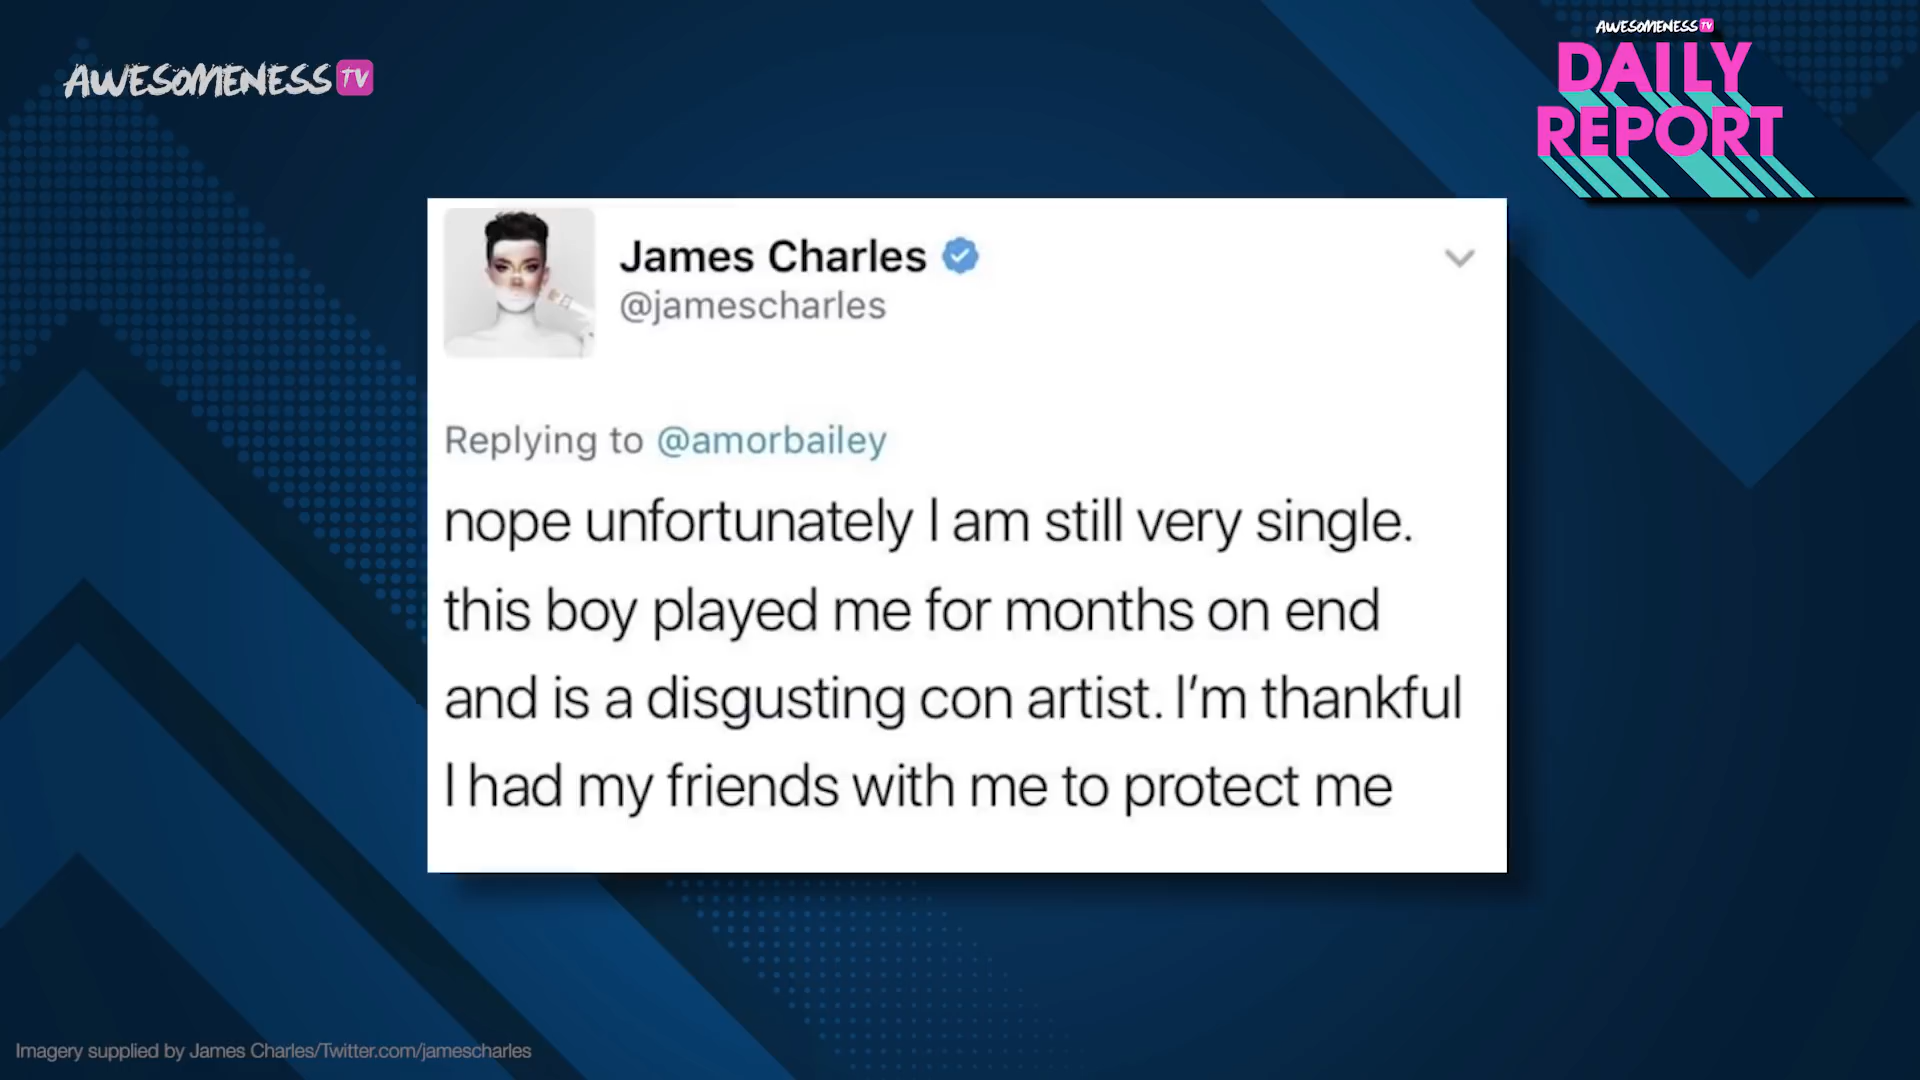 AWESOMENESS TV
AWESOMENESS TV
DAILY
REPORT
James Charles
@jamescharles
Replying to @amorbailey
nope unfortunately I am still very single.
this boy played me for months on end
and is a disgusting con artist. I'm thankful
I had my friends with me to protect me
Imagery supplied by James Charles/Twitter.com/jamescharles